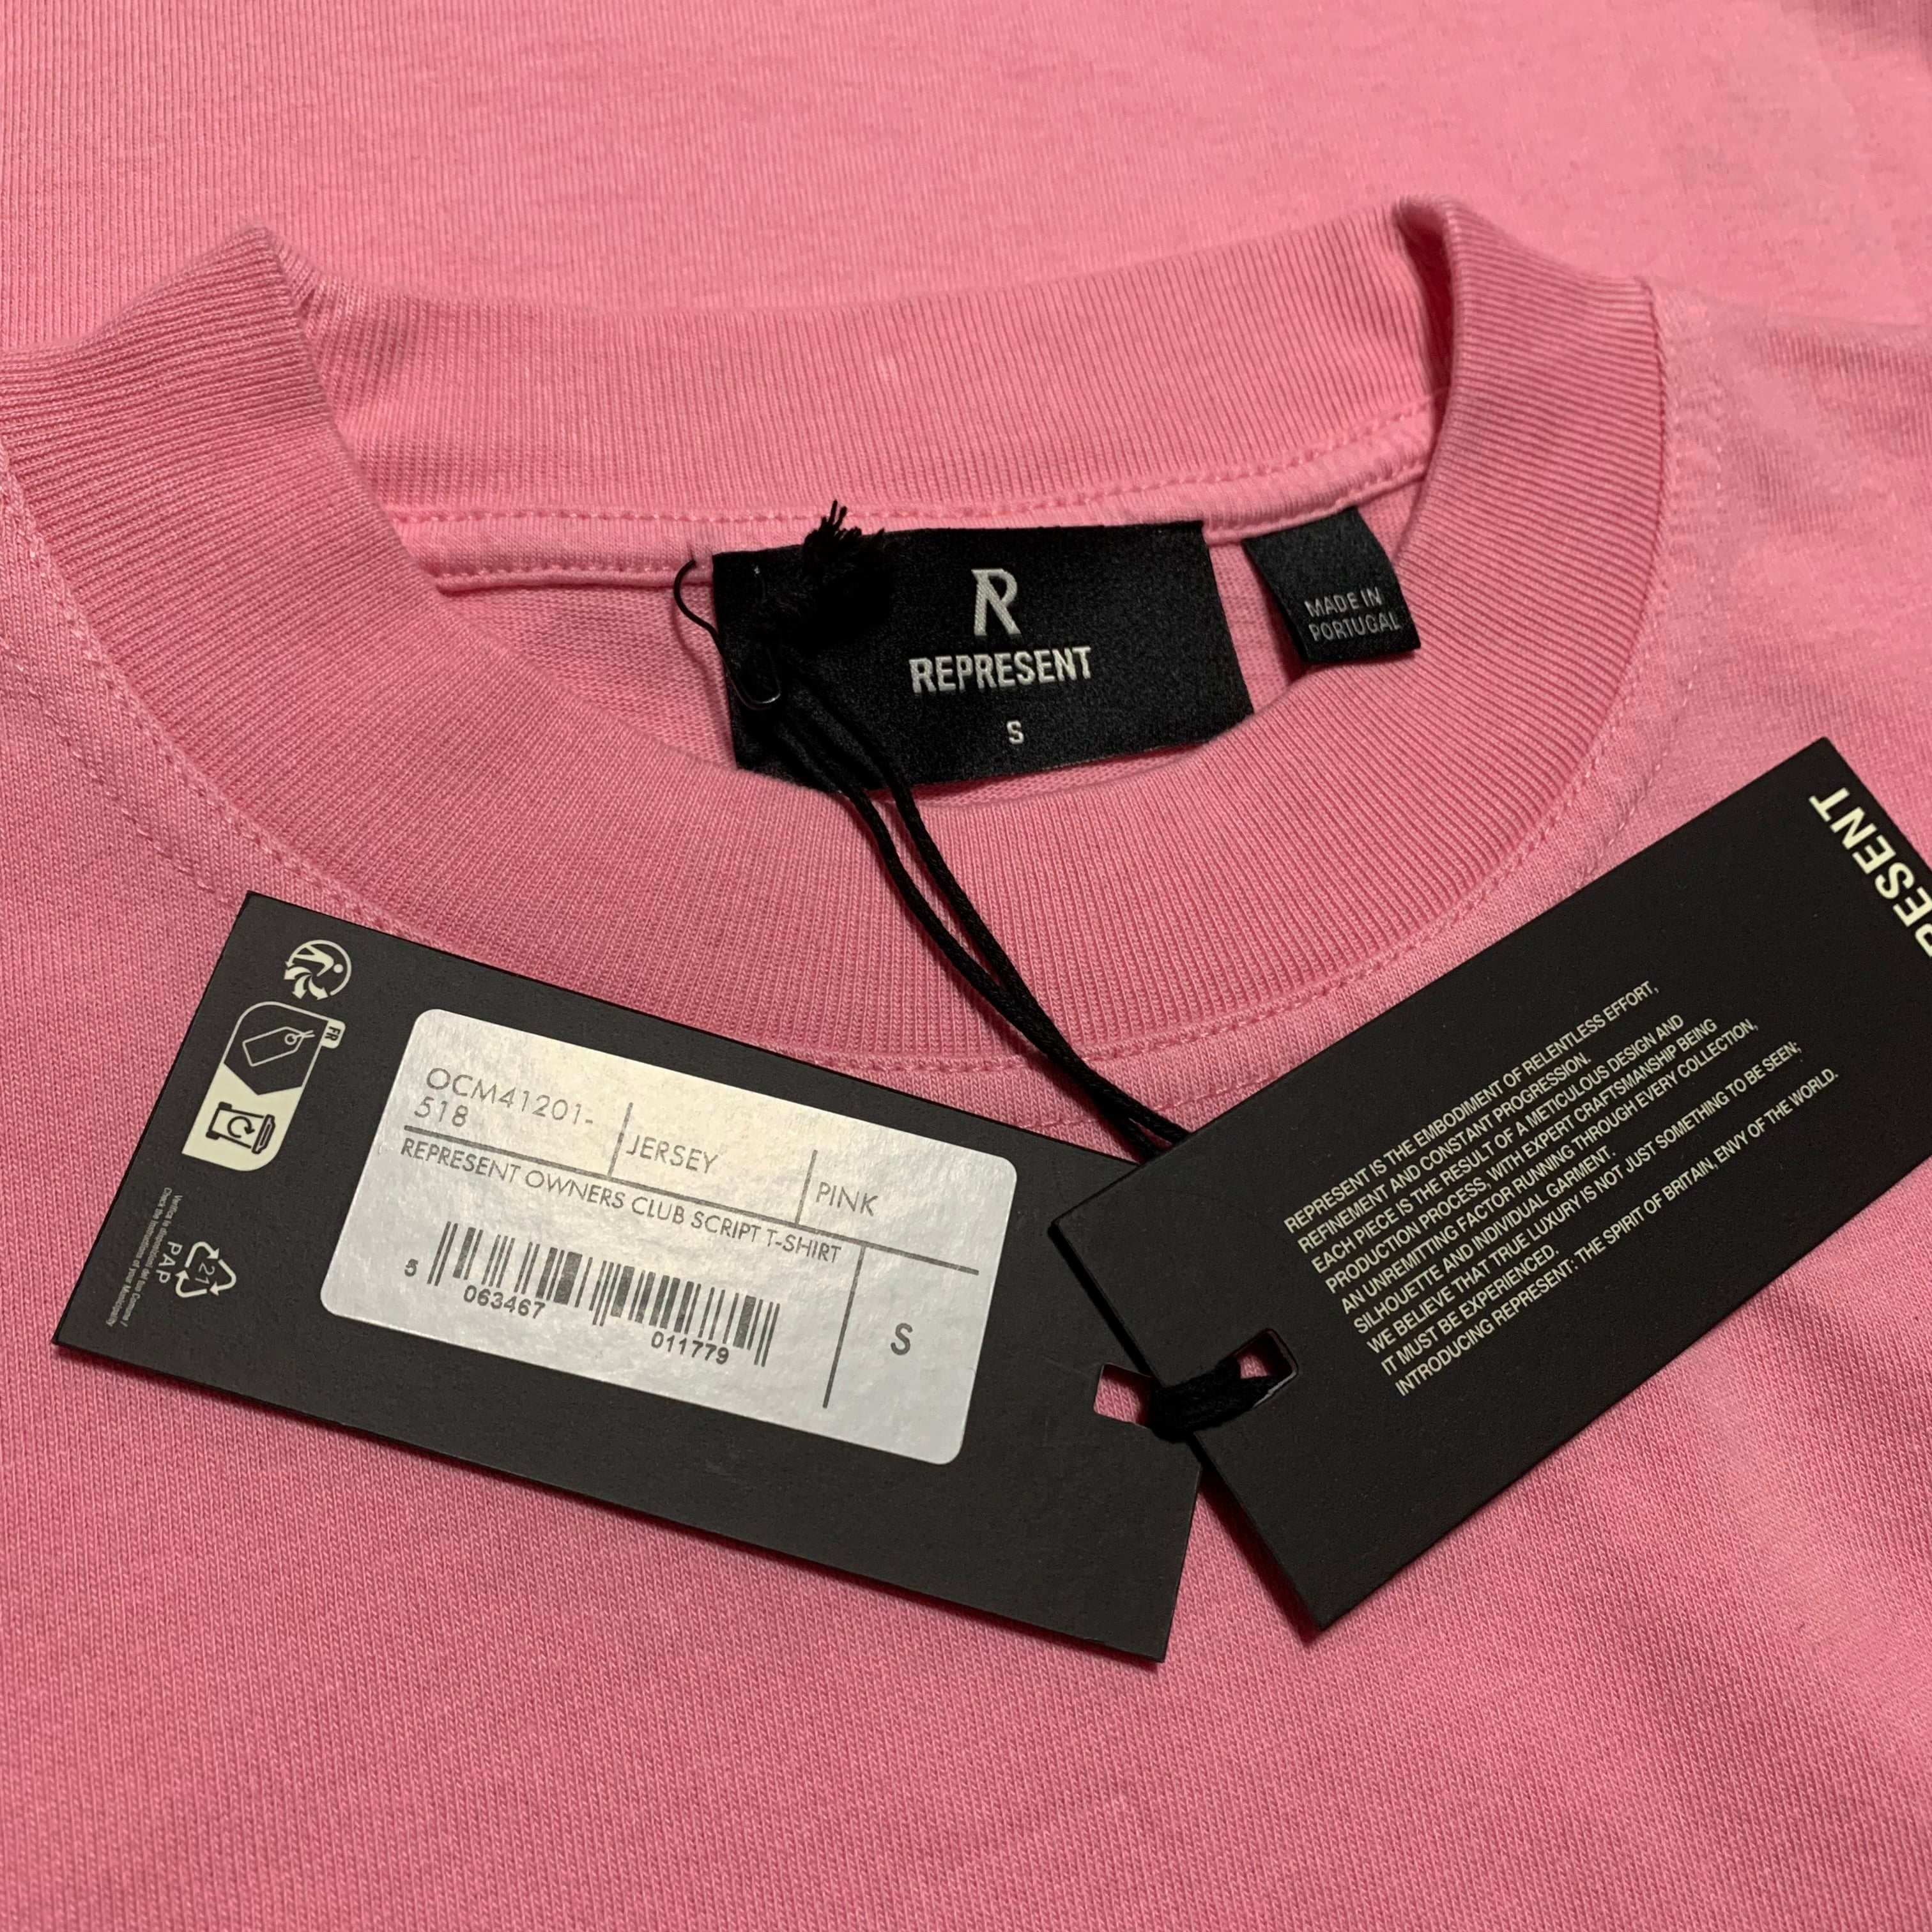 R
REPRESENT
S
MADE IN
PORTUGAL
OCM41201-
518
JERSEY
PINK
REPRESENT OWNERS CLUB SCRIPT T-SHIRT
5 063467 011779
S
FR
21
PAP
RESENT
REPRESENT IS THE EMBODIMENT OF RELENTLESS EFFORT,
REFINEMENT AND CONSTANT PROGRESSION.
EACH PIECE IS THE RESULT OF A METICULOUS DESIGN AND
PRODUCTION PROCESS, WITH EXPERT CRAFTSMANSHIP BEING
AN UNREMITTING FACTOR RUNNING THROUGH EVERY COLLECTION,
SILHOUETTE AND INDIVIDUAL GARMENT.
WE BELIEVE THAT TRUE LUXURY IS NOT JUST SOMETHING TO BE SEEN;
IT MUST BE EXPERIENCED.
INTRODUCING REPRESENT: THE SPIRIT OF BRITAIN, ENVY OF THE WORLD.